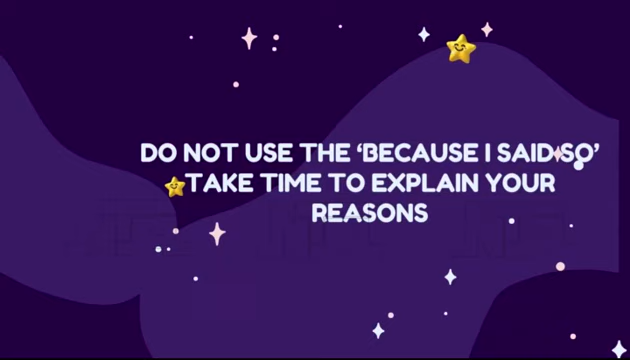 DO NOT USE THE ‘BECAUSE I SAID SO’
TAKE TIME TO EXPLAIN YOUR
REASONS